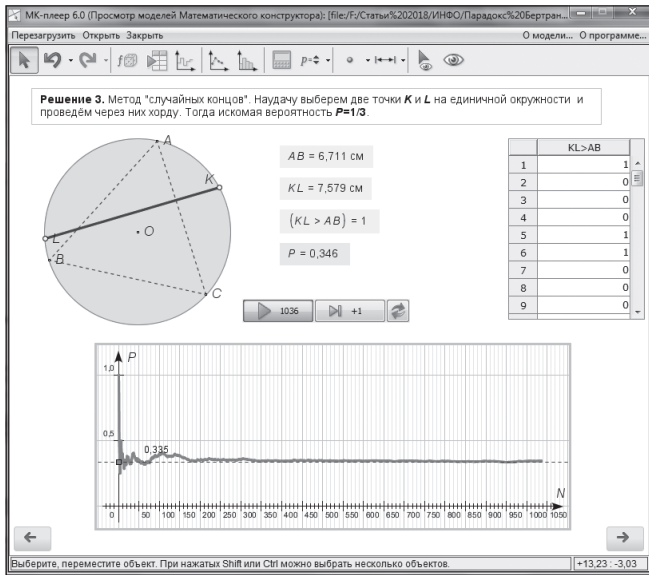 МК-плеер 6.0 (Просмотр моделей Математического конструктора): [file:/F:/Статьи%202018/ИНФО/Парадокс%20Бертран...
Перезагрузить Открыть Закрыть О модели... О программе...
Решение 3. Метод "случайных концов". Наудачу выберем две точки K и L на единичной окружности и
проведём через них хорду. Тогда искомая вероятность P=1/3.
A
K
L
O
B
C
AB = 6,711 см
KL = 7,579 см
(KL > AB) = 1
P = 0,346
1036
+1
KL>AB
1 1
2 0
3 0
4 0
5 1
6 1
7 0
8 0
9 0
P
1,0
0,5
0,335
N
0 50 100 150 200 250 300 350 400 450 500 550 600 650 700 750 800 850 900 950 1000 1050
Выберите, переместите объект. При нажатых Shift или Ctrl можно выбрать несколько объектов. +13,23 : -3,03